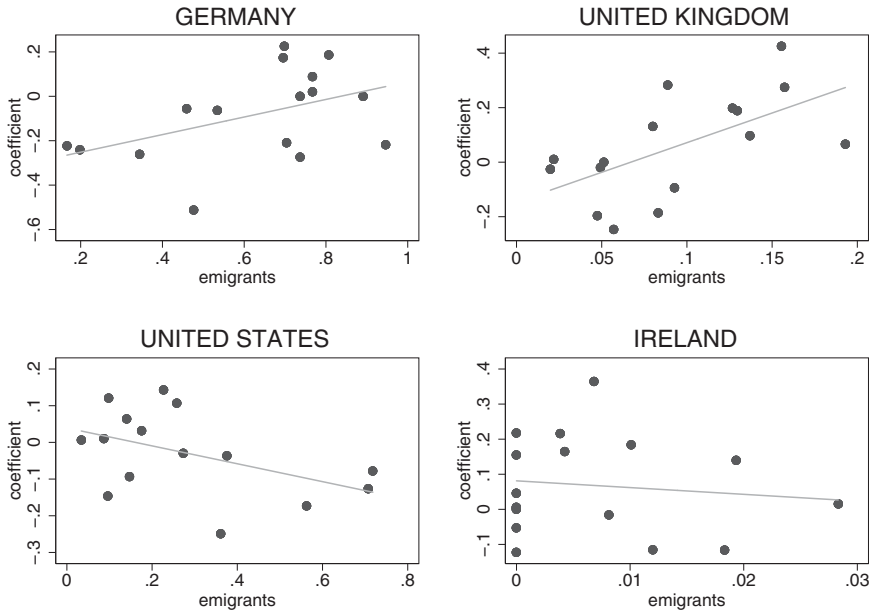 GERMANY
coefficient
.2
0
−.2
−.4
−.6
.2 .4 .6 .8 1
emigrants
UNITED KINGDOM
coefficient
.4
.2
0
−.2
0 .05 .1 .15 .2
emigrants
UNITED STATES
coefficient
.2
.1
0
−.1
−.2
−.3
0 .2 .4 .6 .8
emigrants
IRELAND
coefficient
.4
.3
.2
.1
0
−.1
0 .01 .02 .03
emigrants